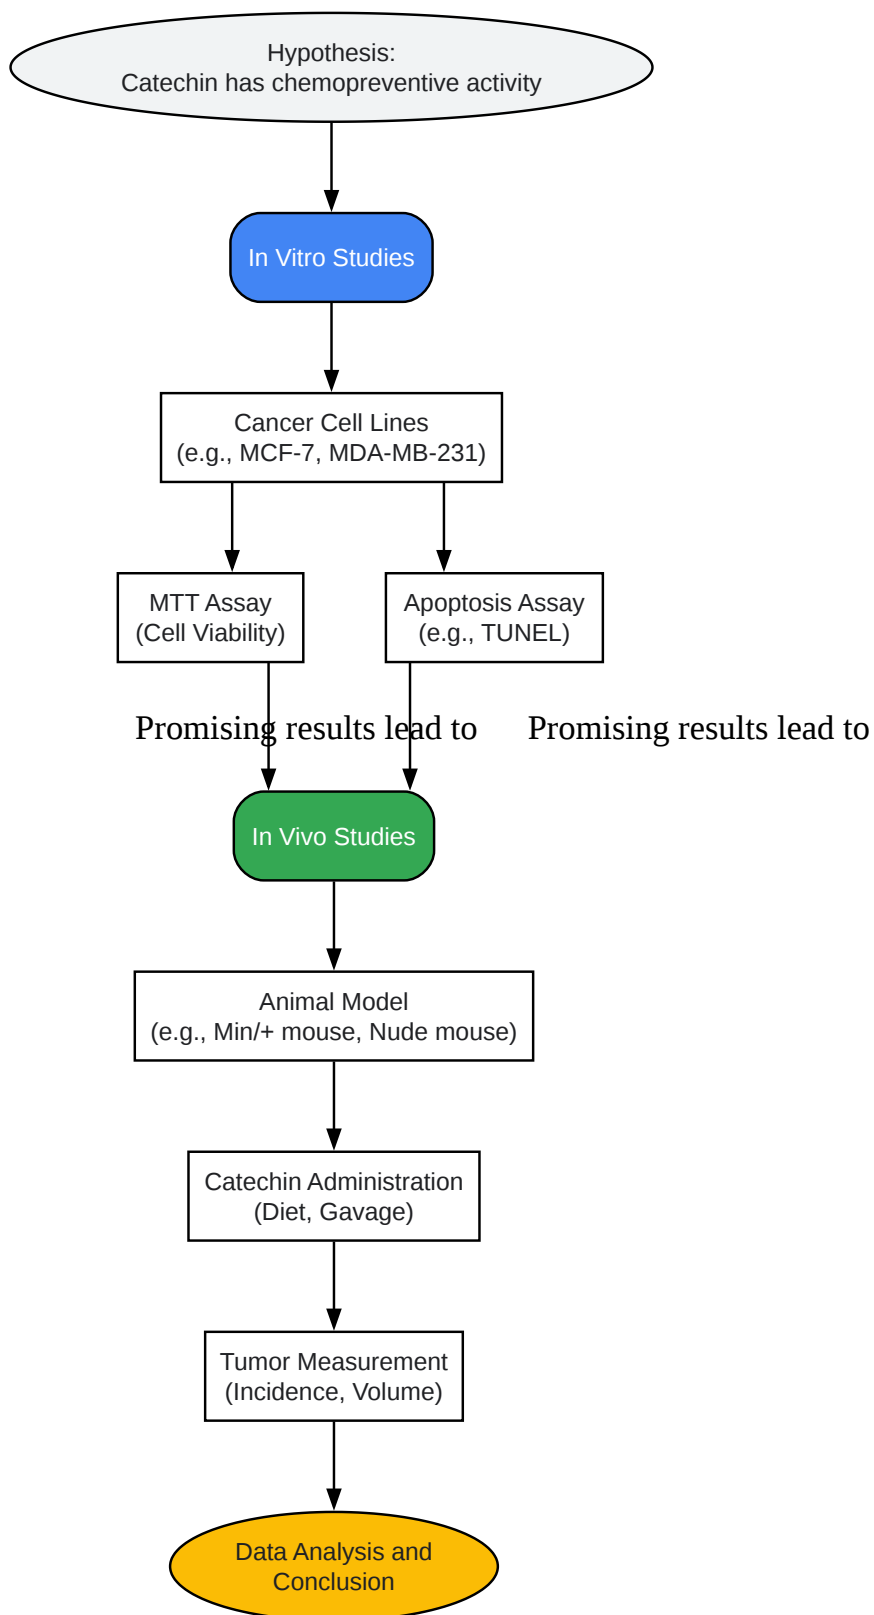 Hypothesis:
Catechin has chemopreventive activity
In Vitro Studies
Cancer Cell Lines
(e.g., MCF-7, MDA-MB-231)
MTT Assay
(Cell Viability)
Apoptosis Assay
(e.g., TUNEL)
Promising results lead to
Promising results lead to
In Vivo Studies
Animal Model
(e.g., Min/+ mouse, Nude mouse)
Catechin Administration
(Diet, Gavage)
Tumor Measurement
(Incidence, Volume)
Data Analysis and
Conclusion